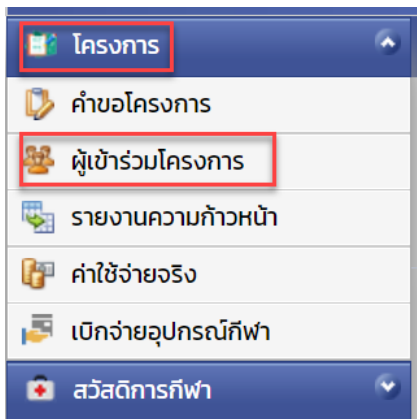 โครงการ
คำขอโครงการ
ผู้เข้าร่วมโครงการ
รายงานความก้าวหน้า
ค่าใช้จ่ายจริง
เบิกจ่ายอุปกรณ์กีฬา
สวัสดิการกีฬา